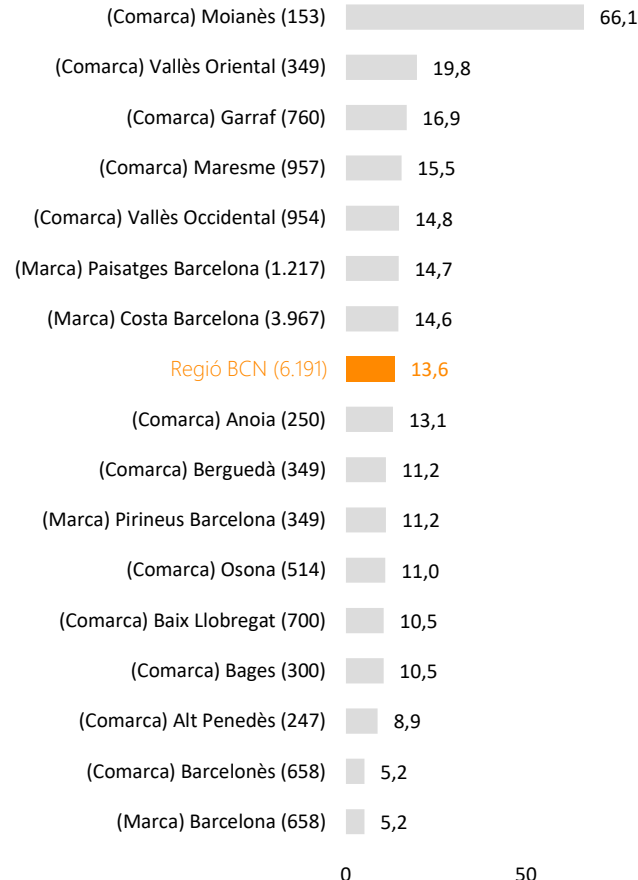 (Comarca) Moianès (153) 66,1
(Comarca) Vallès Oriental (349) 19,8
(Comarca) Garraf (760) 16,9
(Comarca) Maresme (957) 15,5
(Comarca) Vallès Occidental (954) 14,8
(Marca) Paisatges Barcelona (1.217) 14,7
(Marca) Costa Barcelona (3.967) 14,6
Regió BCN (6.191) 13,6
(Comarca) Anoia (250) 13,1
(Comarca) Berguedà (349) 11,2
(Marca) Pirineus Barcelona (349) 11,2
(Comarca) Osona (514) 11,0
(Comarca) Baix Llobregat (700) 10,5
(Comarca) Bages (300) 10,5
(Comarca) Alt Penedès (247) 8,9
(Comarca) Barcelonès (658) 5,2
(Marca) Barcelona (658) 5,2
0 50